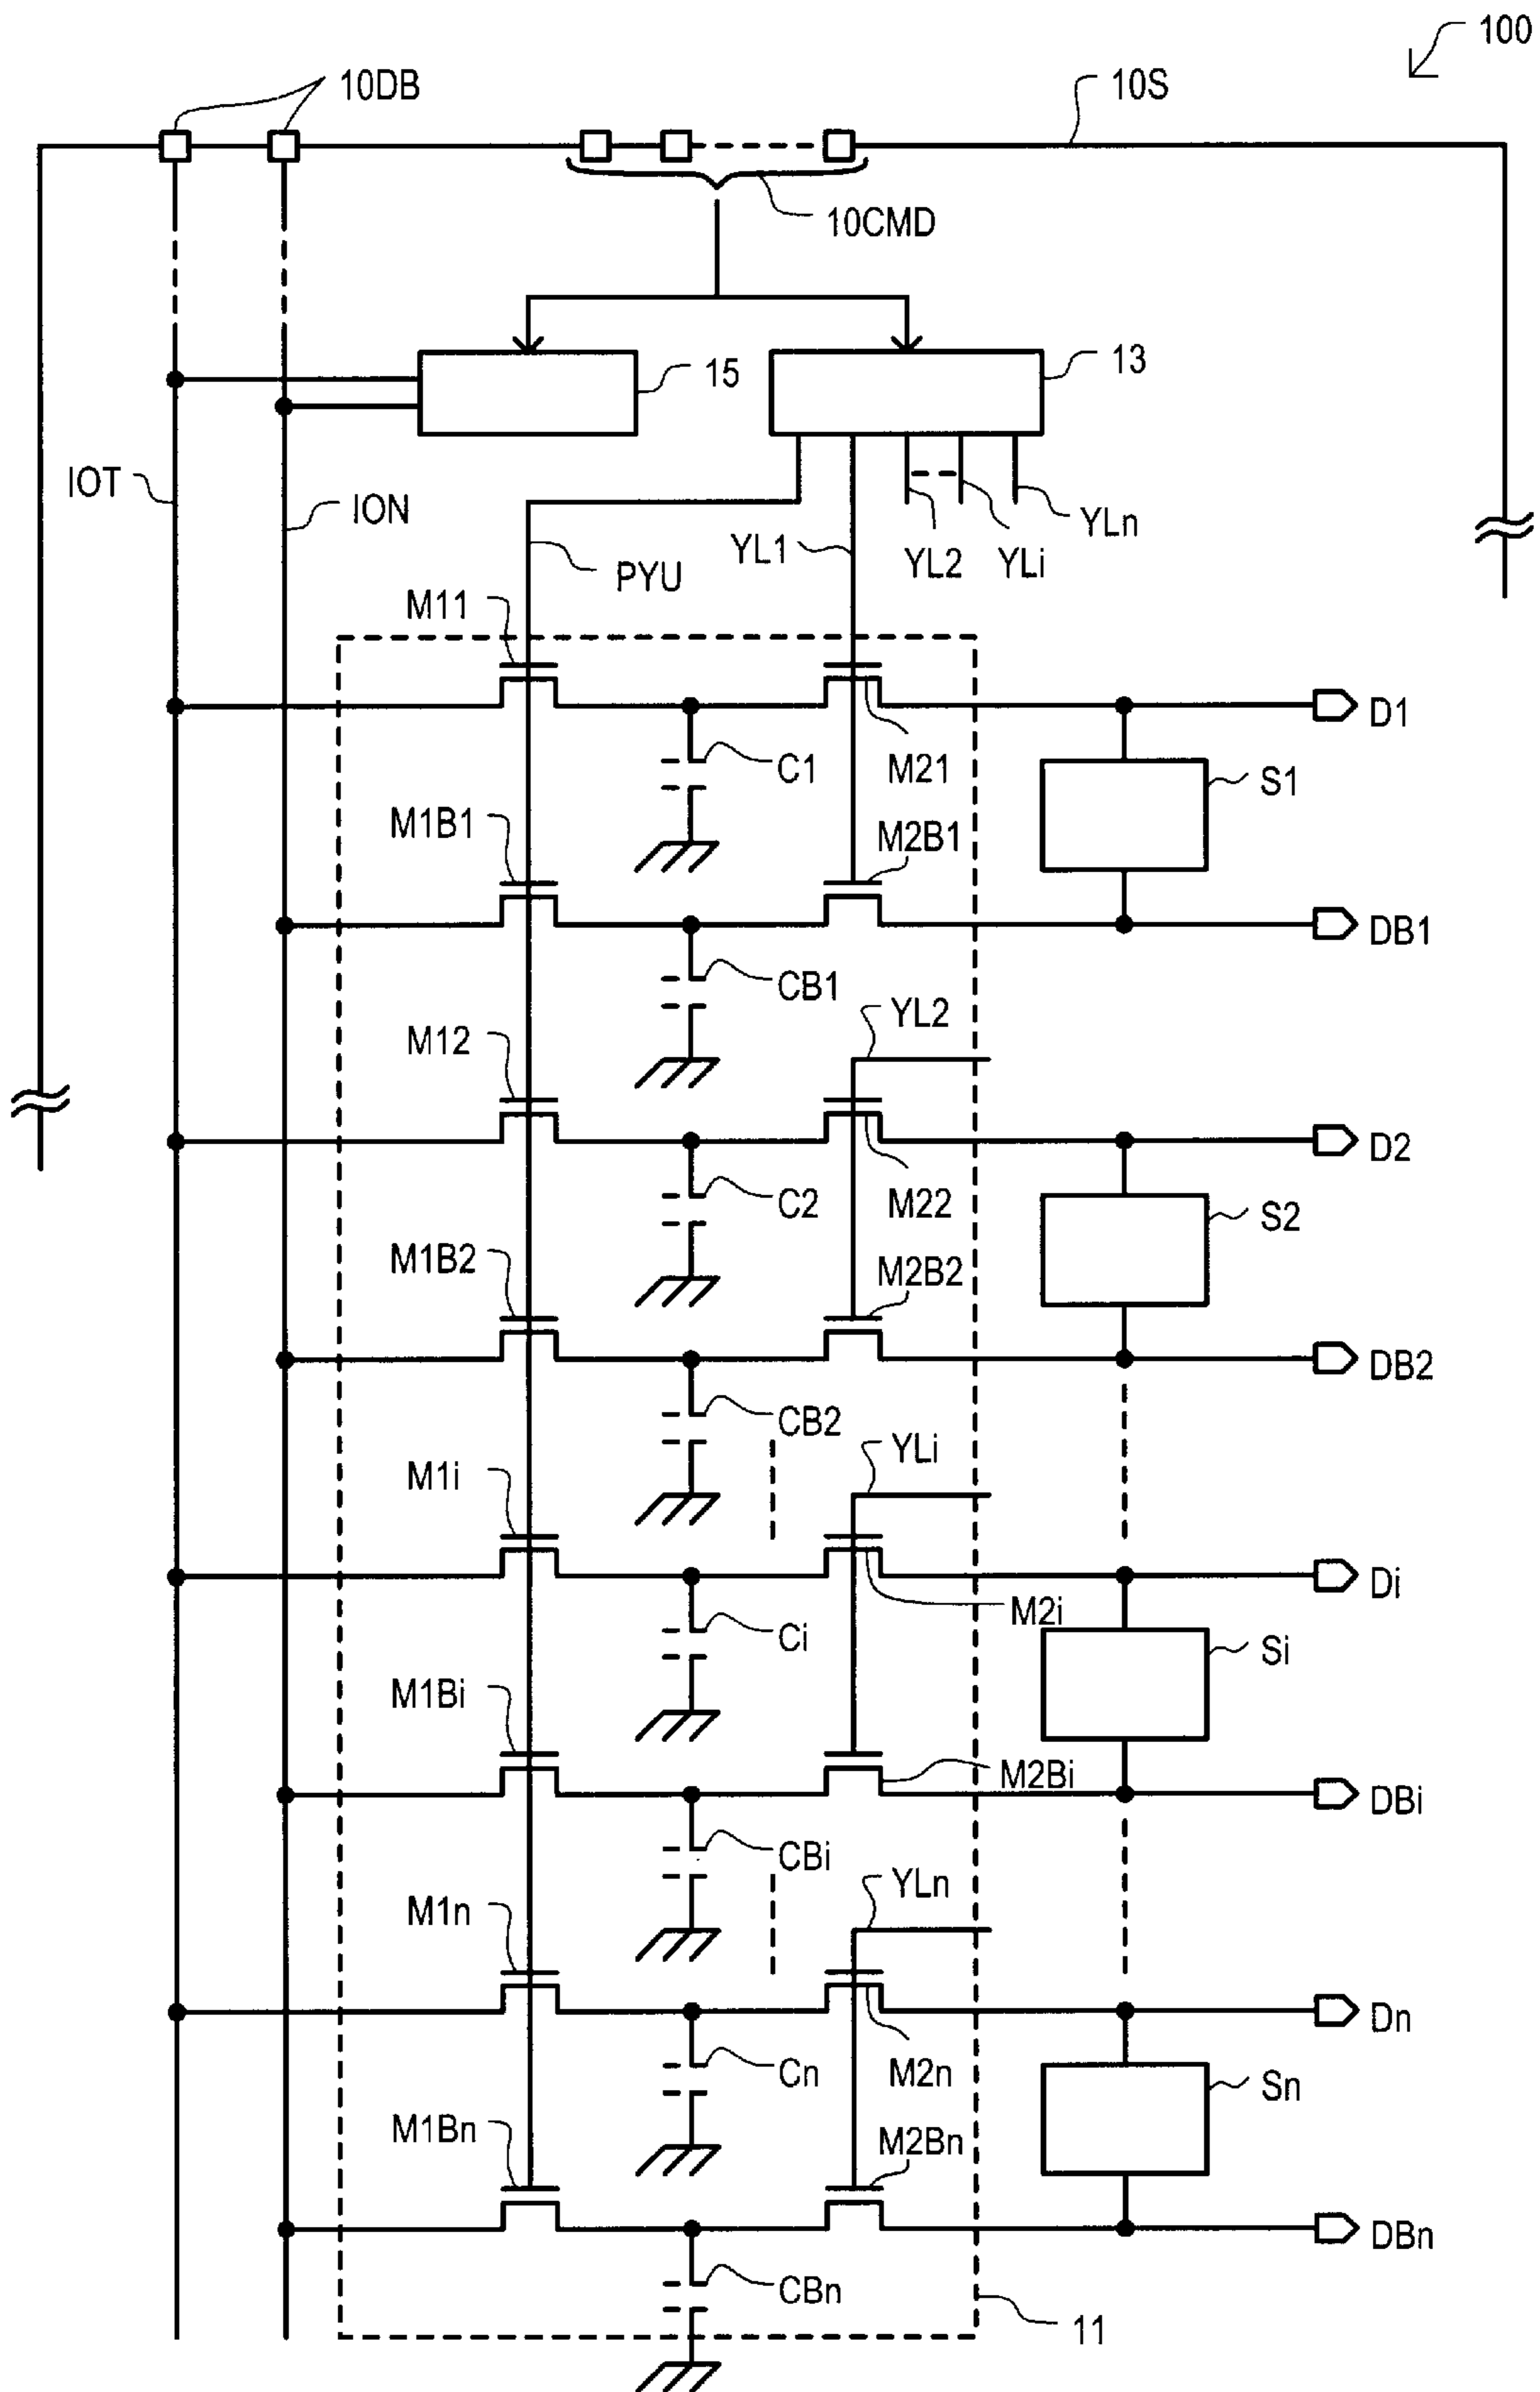 100
10DB
10S
10CMD
15
13
IOT
ION
PYU
YL1
YL2
YLi
YLn
M11
C1
M21
D1
S1
M1B1
M2B1
DB1
CB1
YL2
M12
D2
C2
M22
S2
M1B2
M2B2
DB2
CB2
YLi
M1i
Di
Ci
M2i
Si
M1Bi
M2Bi
DBi
CBi
YLn
M1n
Dn
Cn
M2n
Sn
M1Bn
M2Bn
DBn
CBn
11